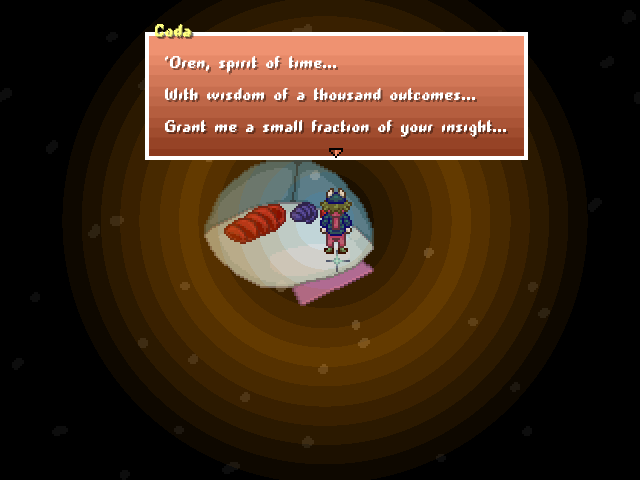 Coda
'Oren, spirit of time...
With wisdom of a thousand outcomes...
Grant me a small fraction of your insight...